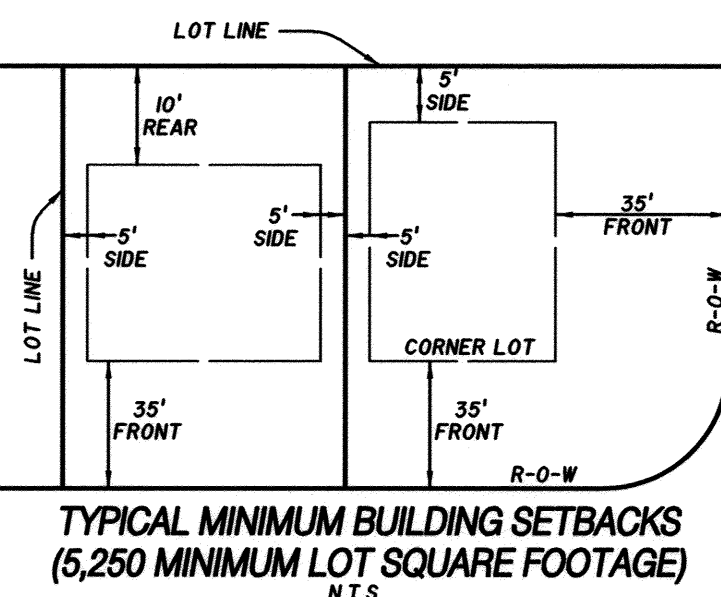 LOT LINE
10'
REAR
5'
SIDE
5'
SIDE
5'
SIDE
5'
SIDE
35'
FRONT
LOT LINE
R-O-W
CORNER LOT
35'
FRONT
35'
FRONT
R-O-W
TYPICAL MINIMUM BUILDING SETBACKS
(5,250 MINIMUM LOT SQUARE FOOTAGE)
N.T.S.